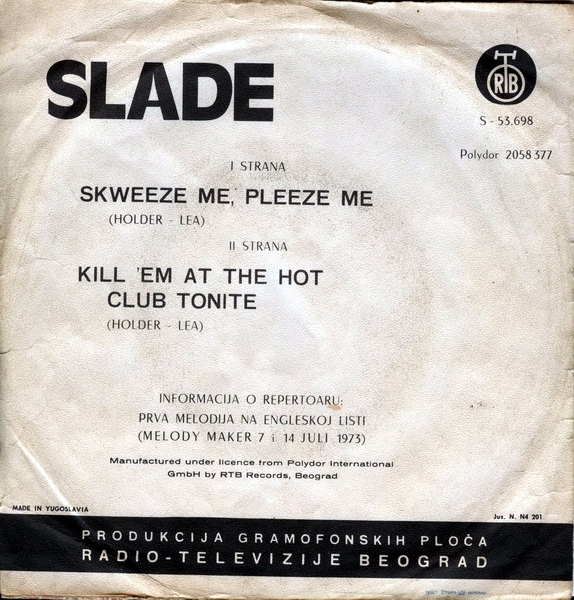 SLADE
RTB
S - 53.698
Polydor 2058 377
I STRANA
SKWEEZE ME, PLEEZE ME
(HOLDER - LEA)
II STRANA
KILL 'EM AT THE HOT
CLUB TONITE
(HOLDER - LEA)
INFORMACIJA O REPERTOARU:
PRVA MELODIJA NA ENGLESKOJ LISTI
(MELODY MAKER 7 i 14 JULI 1973)
Manufactured under licence from Polydor International
GmbH by RTB Records, Beograd
MADE IN YUGOSLAVIA
Jus. N. N4 201
PRODUKCIJA GRAMOFONSKIH PLOČA
RADIO-TELEVIZIJE BEOGRAD